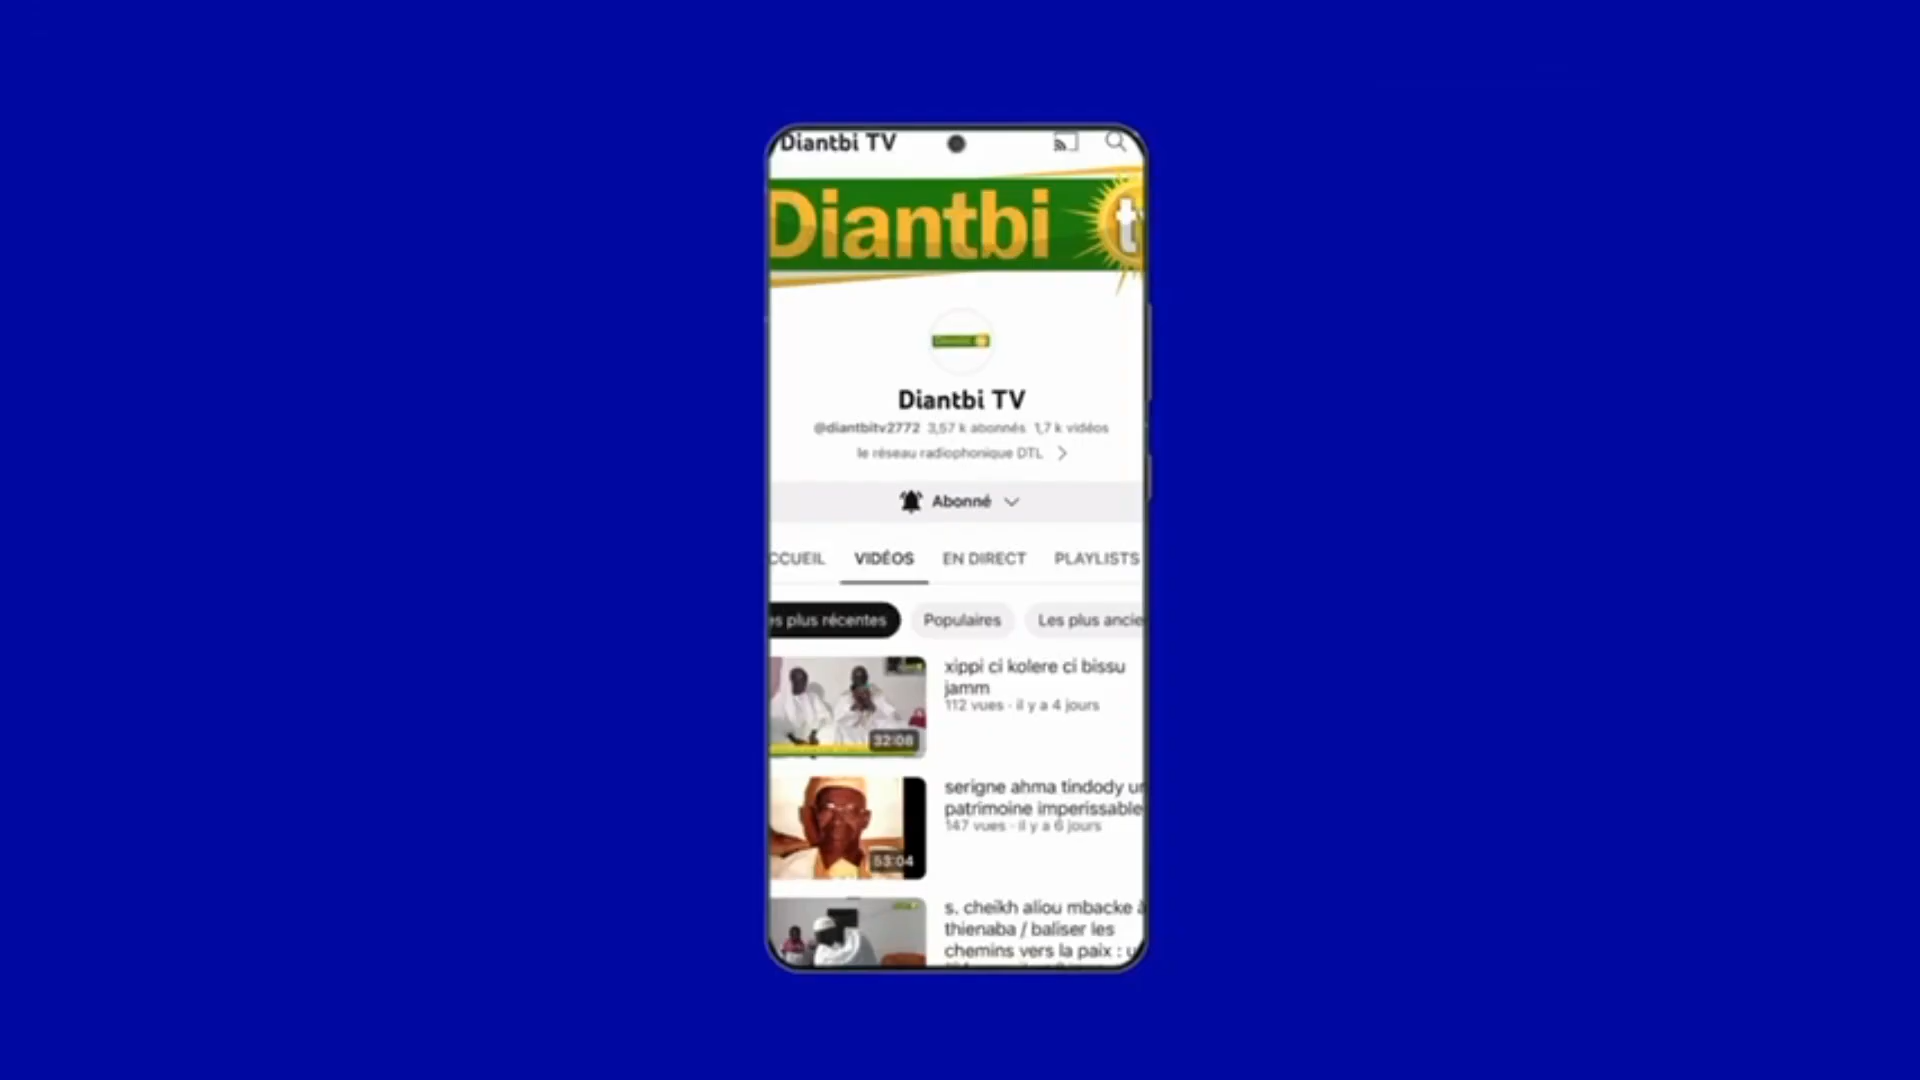 Diantbi TV
Diantbi t
Diantbi TV
@diantbitv2772 3,57 k abonnés 1,7 k vidéos
le réseau radiophonique DTL
Abonné
CCUEIL VIDÉOS EN DIRECT PLAYLISTS
es plus récentes Populaires Les plus ancie
xippi ci kolere ci bissu
jamm
112 vues · il y a 4 jours
32:08
serigne ahma tindody un
patrimoine imperissable
147 vues · il y a 6 jours
53:04
s. cheikh aliou mbacke à
thienaba / baliser les
chemins vers la paix : u